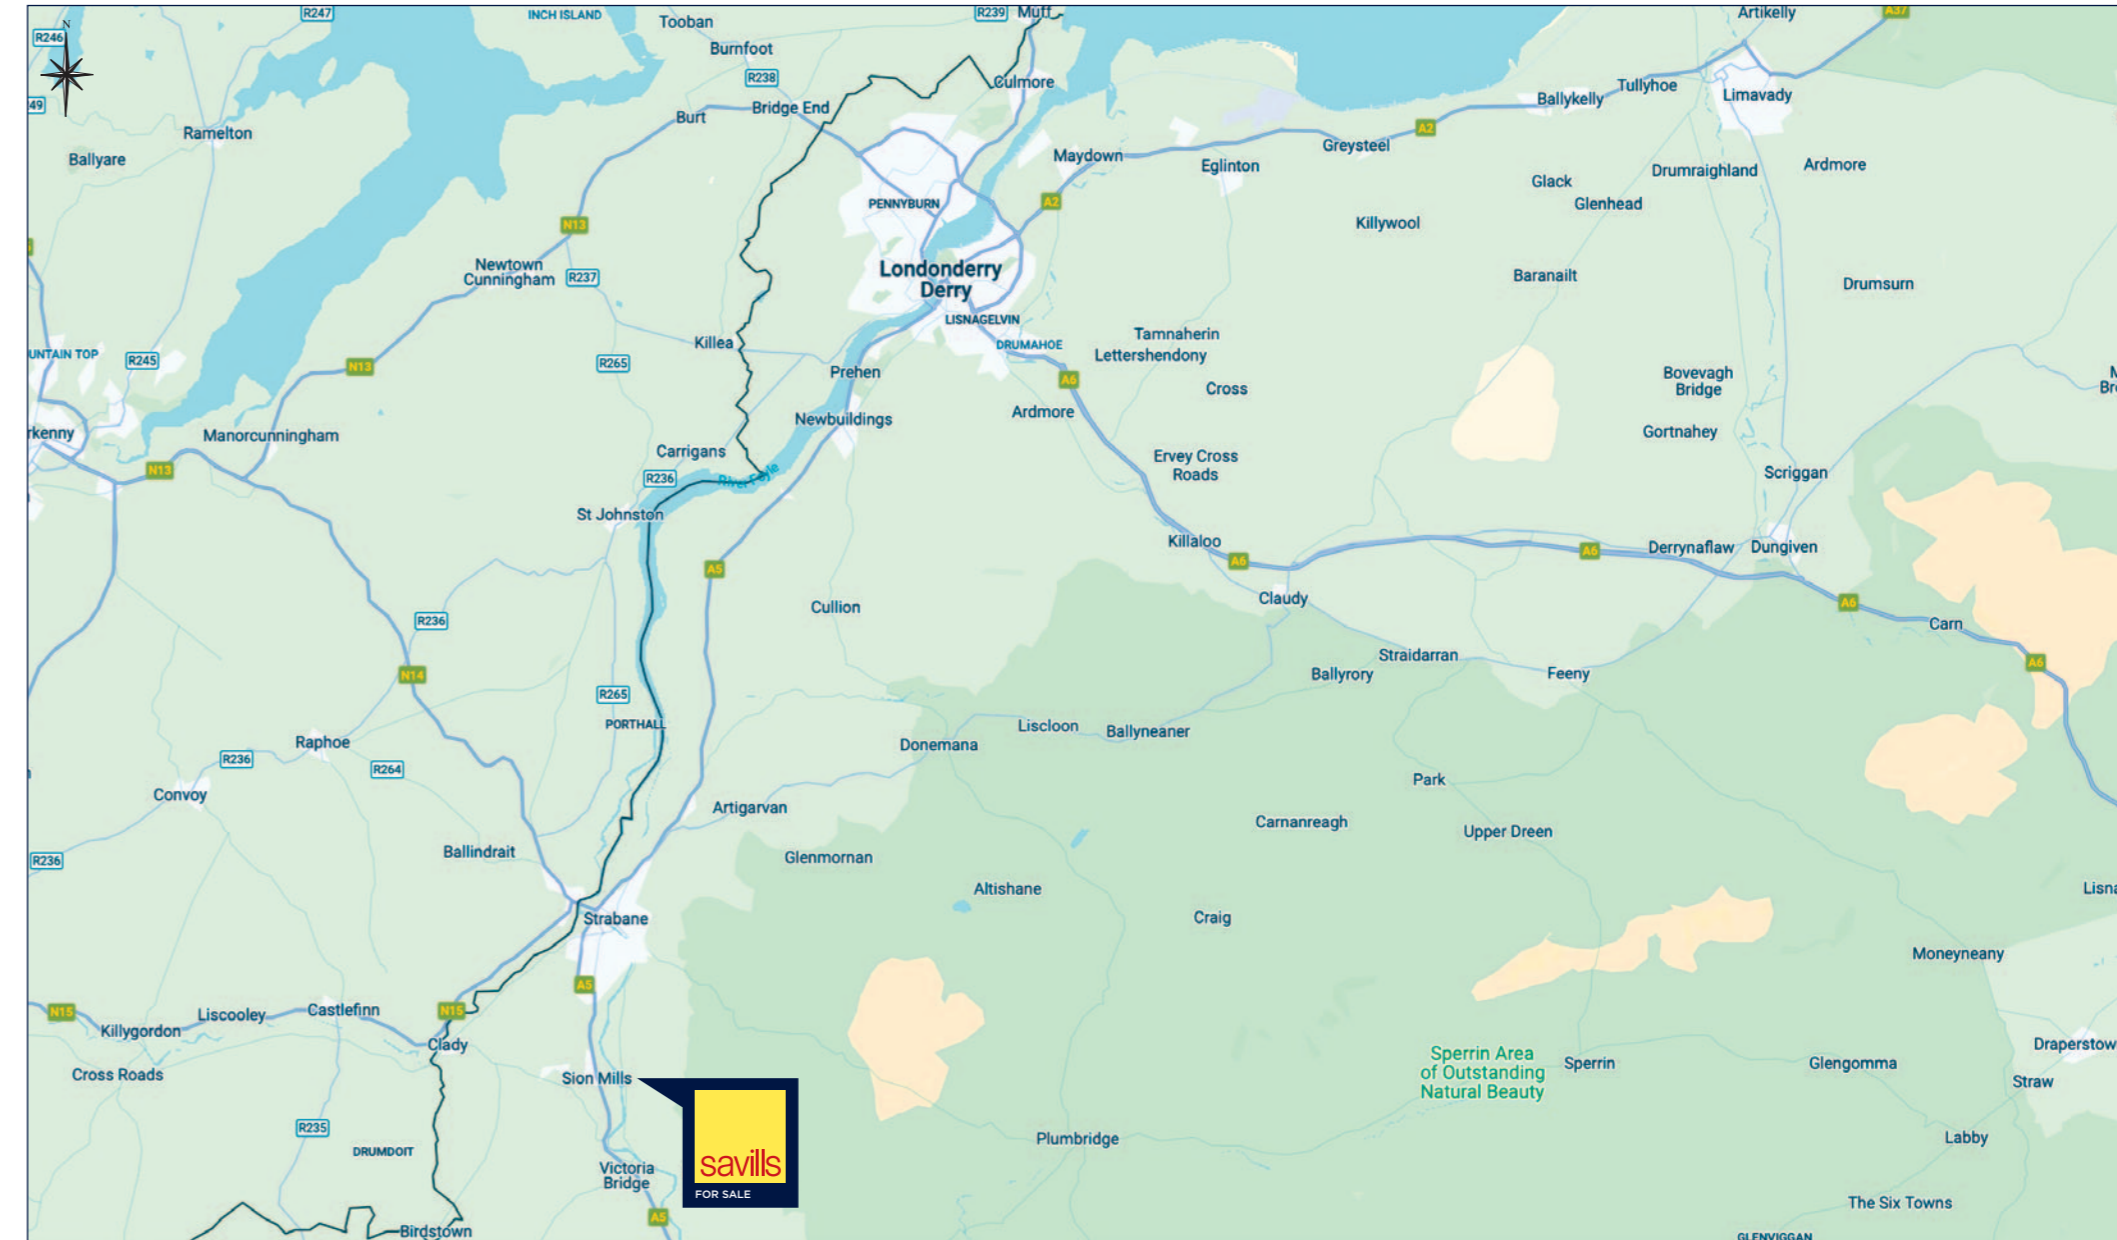 R247
INCH ISLAND
Tooban
R239
Muff
Artikelly
A37
N
R246
Burnfoot
R238
Culmore
Tullyhoe
Limavady
49
Burt
Bridge End
Ballykelly
Ramelton
A2
Ballyare
Maydown
Eglinton
Greysteel
Drumraighland
Ardmore
PENNYBURN
A2
Glack
Glenhead
N13
Killywool
Newtown
Cunningham
R237
Londonderry
Derry
Baranailt
Drumsurn
LISNAGELVIN
UNTAIN TOP
R245
N13
Killea
R265
DRUMAHOE
Tamnaherin
Lettershendony
Prehen
A6
Cross
Bovevagh
Bridge
M
Bre
rkenny
Manorcunningham
Newbuildings
Ardmore
Gortnahey
N13
Carrigans
R236
River Foyle
Ervey Cross
Roads
Scriggan
St Johnston
Killaloo
A6
A6
Derrynaflaw
Dungiven
A5
Cullion
Claudy
A6
Carn
R236
N14
Straidarran
Ballyrory
Feeny
A6
R265
PORTHALL
Liscloon
Ballyneaner
Donemana
Raphoe
R236
R264
Convoy
Artigarvan
Park
Carnanreagh
Upper Dreen
R236
Ballindrait
Glenmornan
Altishane
Lisna
Strabane
Craig
Moneyneany
A5
N15
Killygordon
Liscooley
Castlefinn
N15
Clady
Draperstow
Cross Roads
Sion Mills
Sperrin Area
of Outstanding
Natural Beauty
Sperrin
Glengomma
Straw
R235
DRUMDOIT
Plumbridge
Labby
Victoria
Bridge
savills
FOR SALE
A5
Birdstown
The Six Towns
GLENVIGGAN